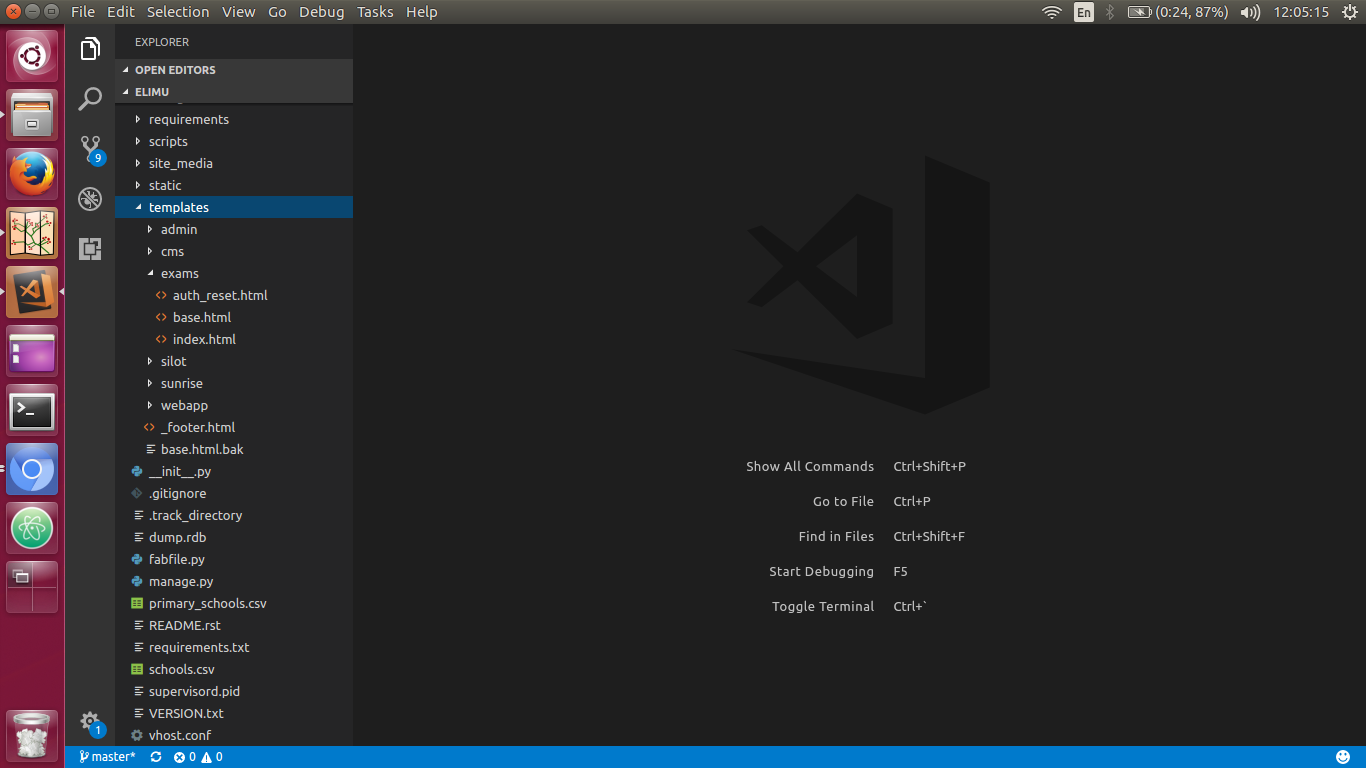 File Edit Selection View Go Debug Tasks Help
En (0:24, 87%) 12:05:15
EXPLORER
OPEN EDITORS
ELIMU
requirements
scripts
site_media
static
templates
admin
cms
exams
auth_reset.html
base.html
index.html
silot
sunrise
webapp
_footer.html
base.html.bak
__init__.py
.gitignore
.track_directory
dump.rdb
fabfile.py
manage.py
primary_schools.csv
README.rst
requirements.txt
schools.csv
supervisord.pid
VERSION.txt
vhost.conf
9
1
Show All Commands Ctrl+Shift+P
Go to File Ctrl+P
Find in Files Ctrl+Shift+F
Start Debugging F5
Toggle Terminal Ctrl+`
master* 0 0